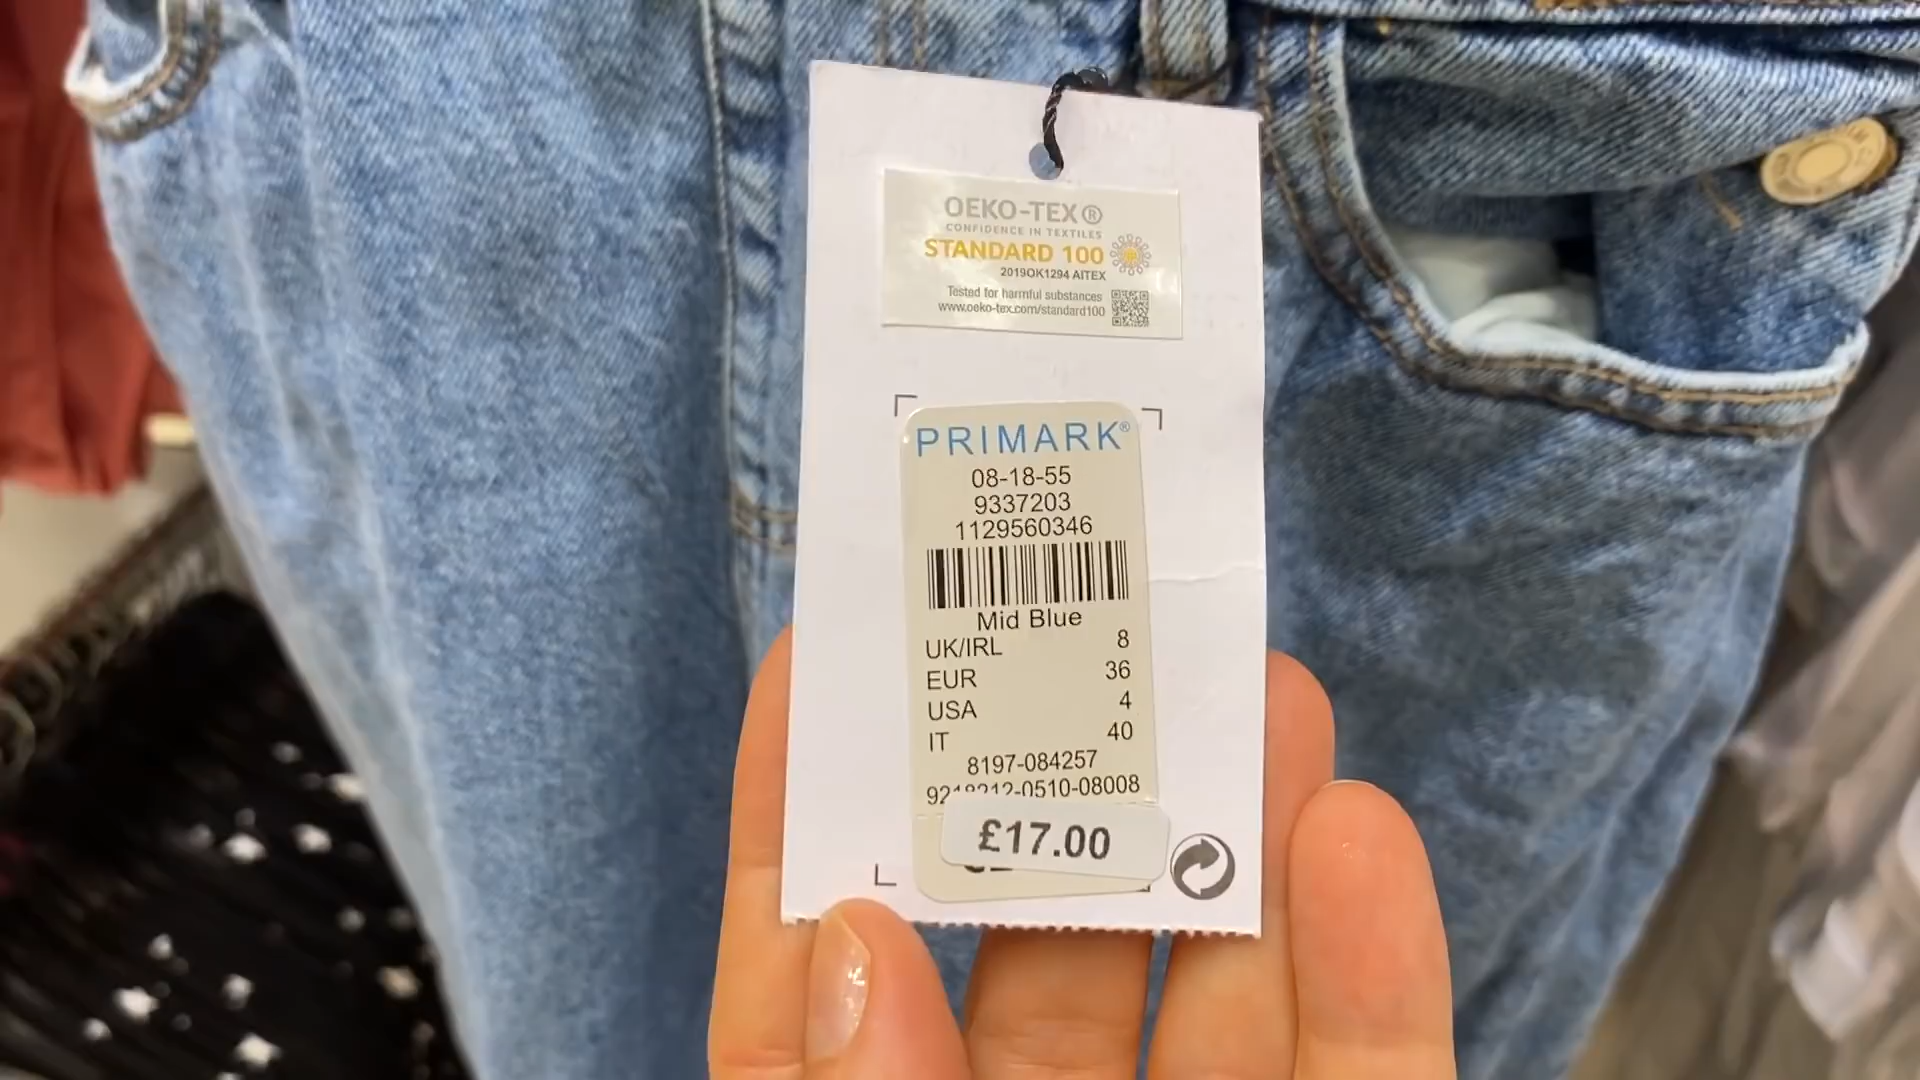 OEKO-TEX®
CONFIDENCE IN TEXTILES
STANDARD 100
2019OK1294 AITEX
Tested for harmful substances
www.oeko-tex.com/standard100
PRIMARK®
08-18-55
9337203
1129560346
Mid Blue
UK/IRL 8
EUR 36
USA 4
IT 40
8197-084257
£17.00